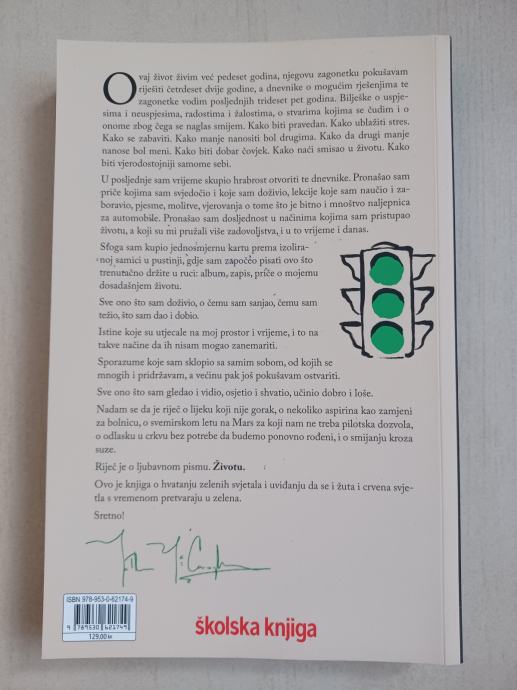 Ovaj život živim već pedeset godina, njegovu zagonetku pokušavam
riješiti četrdeset dvije godine, a dnevnike o mogućim rješenjima te
zagonetke vodim posljednjih trideset pet godina. Bilješke o uspje-
sima i neuspjesima, radostima i žalostima, o stvarima kojima se čudim i o
onome zbog čega se naglas smijem. Kako biti pravedan. Kako ublažiti stres.
Kako se zabaviti. Kako manje nanositi bol drugima. Kako da drugi manje
nanose bol meni. Kako biti dobar čovjek. Kako naći smisao u životu. Kako
biti vjerodostojniji samome sebi.
U posljednje sam vrijeme skupio hrabrost otvoriti te dnevnike. Pronašao sam
priče kojima sam svjedočio i koje sam doživio, lekcije koje sam naučio i za-
boravio, pjesme, molitve, vjerovanja o tome što je bitno i mnoštvo naljepnica
za automobile. Pronašao sam dosljednost u načinima kojima sam pristupao
životu, a koji su mi pružali više zadovoljstva, i u to vrijeme i danas.
Stoga sam kupio jednosmjernu kartu prema izolira-
noj samici u pustinji, gdje sam započeo pisati ovo što
trenutačno držite u ruci: album, zapis, priče o mojemu
dosadašnjem životu.
Sve ono što sam doživio, o čemu sam sanjao, čemu sam
težio, što sam dao i dobio.
Istine koje su utjecale na moj prostor i vrijeme, i to na
takve načine da ih nisam mogao zanemariti.
Sporazume koje sam sklopio sa samim sobom, od kojih se
mnogih i pridržavam, a većinu pak još pokušavam ostvariti.
Sve ono što sam gledao i vidio, osjetio i shvatio, učinio dobro i loše.
Nadam se da je riječ o lijeku koji nije gorak, o nekoliko aspirina kao zamjeni
za bolnicu, o svemirskom letu na Mars za koji nam ne treba pilotska dozvola,
o odlasku u crkvu bez potrebe da budemo ponovno rođeni, i o smijanju kroza
suze.
Riječ je o ljubavnom pismu. Životu.
Ovo je knjiga o hvatanju zelenih svjetala i uviđanju da se i žuta i crvena svje-
tla s vremenom pretvaraju u zelena.
Sretno!
ISBN 978-953-0-62174-9
9 789530 621749
129,00 kn
školska knjiga